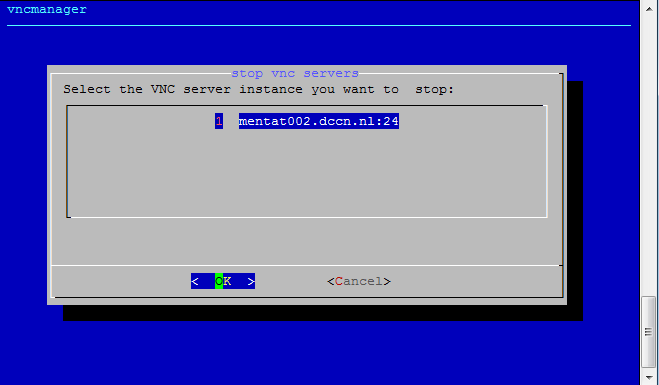 vncmanager
stop vnc servers
Select the VNC server instance you want to  stop:
1  mentat002.dccn.nl:24
<  OK  >         <Cancel>